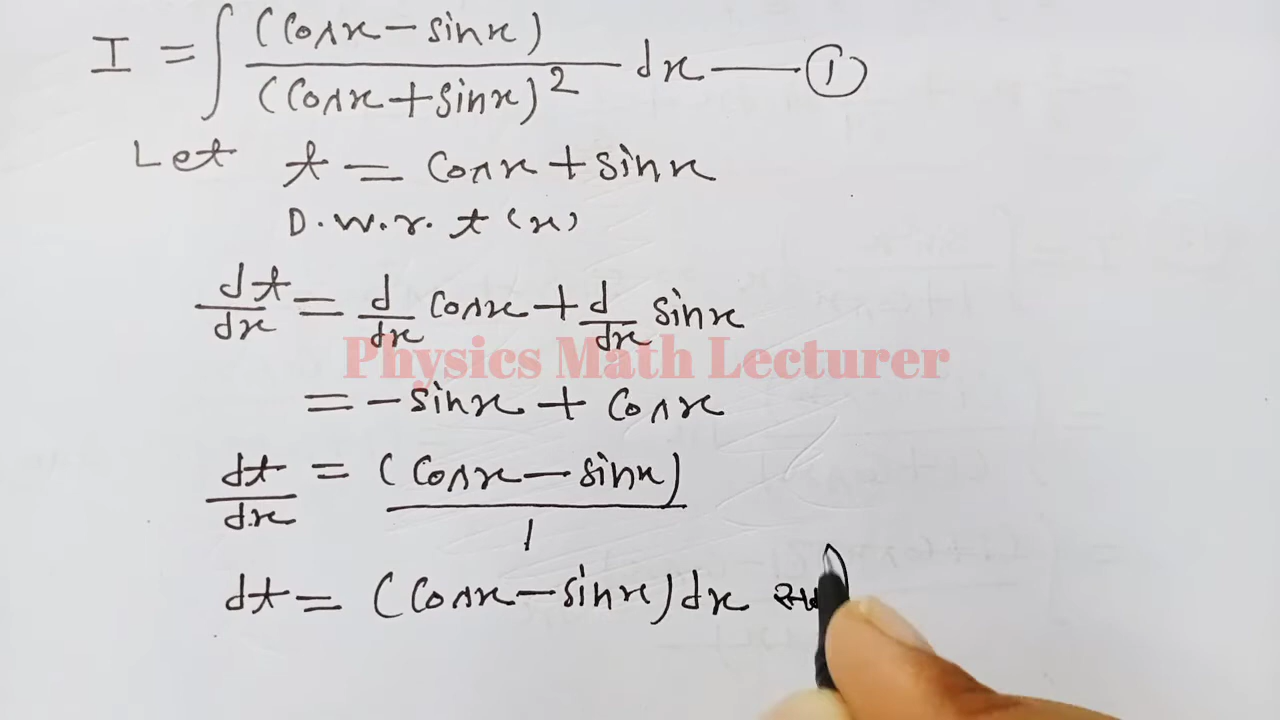 I = ∫ (cosx - sinx) / (cosx + sinx)² dx —— ①
Let t = cosx + sinx
D.w.r.t(x)
dt/dx = d/dx cosx + d/dx sinx
Physics Math Lecturer
= -sinx + cosx
dt/dx = (cosx - sinx) / 1
dt = (cosx - sinx) dx